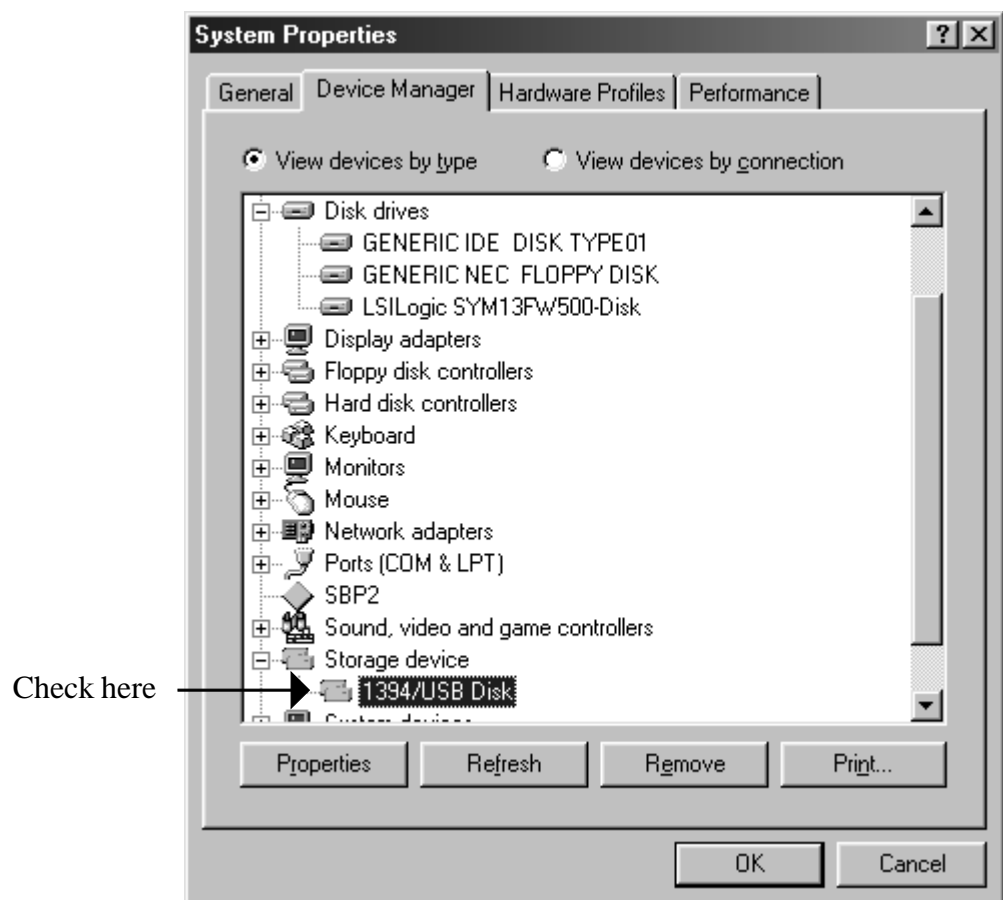 System Properties
General Device Manager Hardware Profiles Performance
View devices by type View devices by connection
Disk drives
GENERIC IDE DISK TYPE01
GENERIC NEC FLOPPY DISK
LSILogic SYM13FW500-Disk
Display adapters
Floppy disk controllers
Hard disk controllers
Keyboard
Monitors
Mouse
Network adapters
Ports (COM & LPT)
SBP2
Sound, video and game controllers
Storage device
Check here 1394/USB Disk
System devices
Properties Refresh Remove Print...
OK Cancel